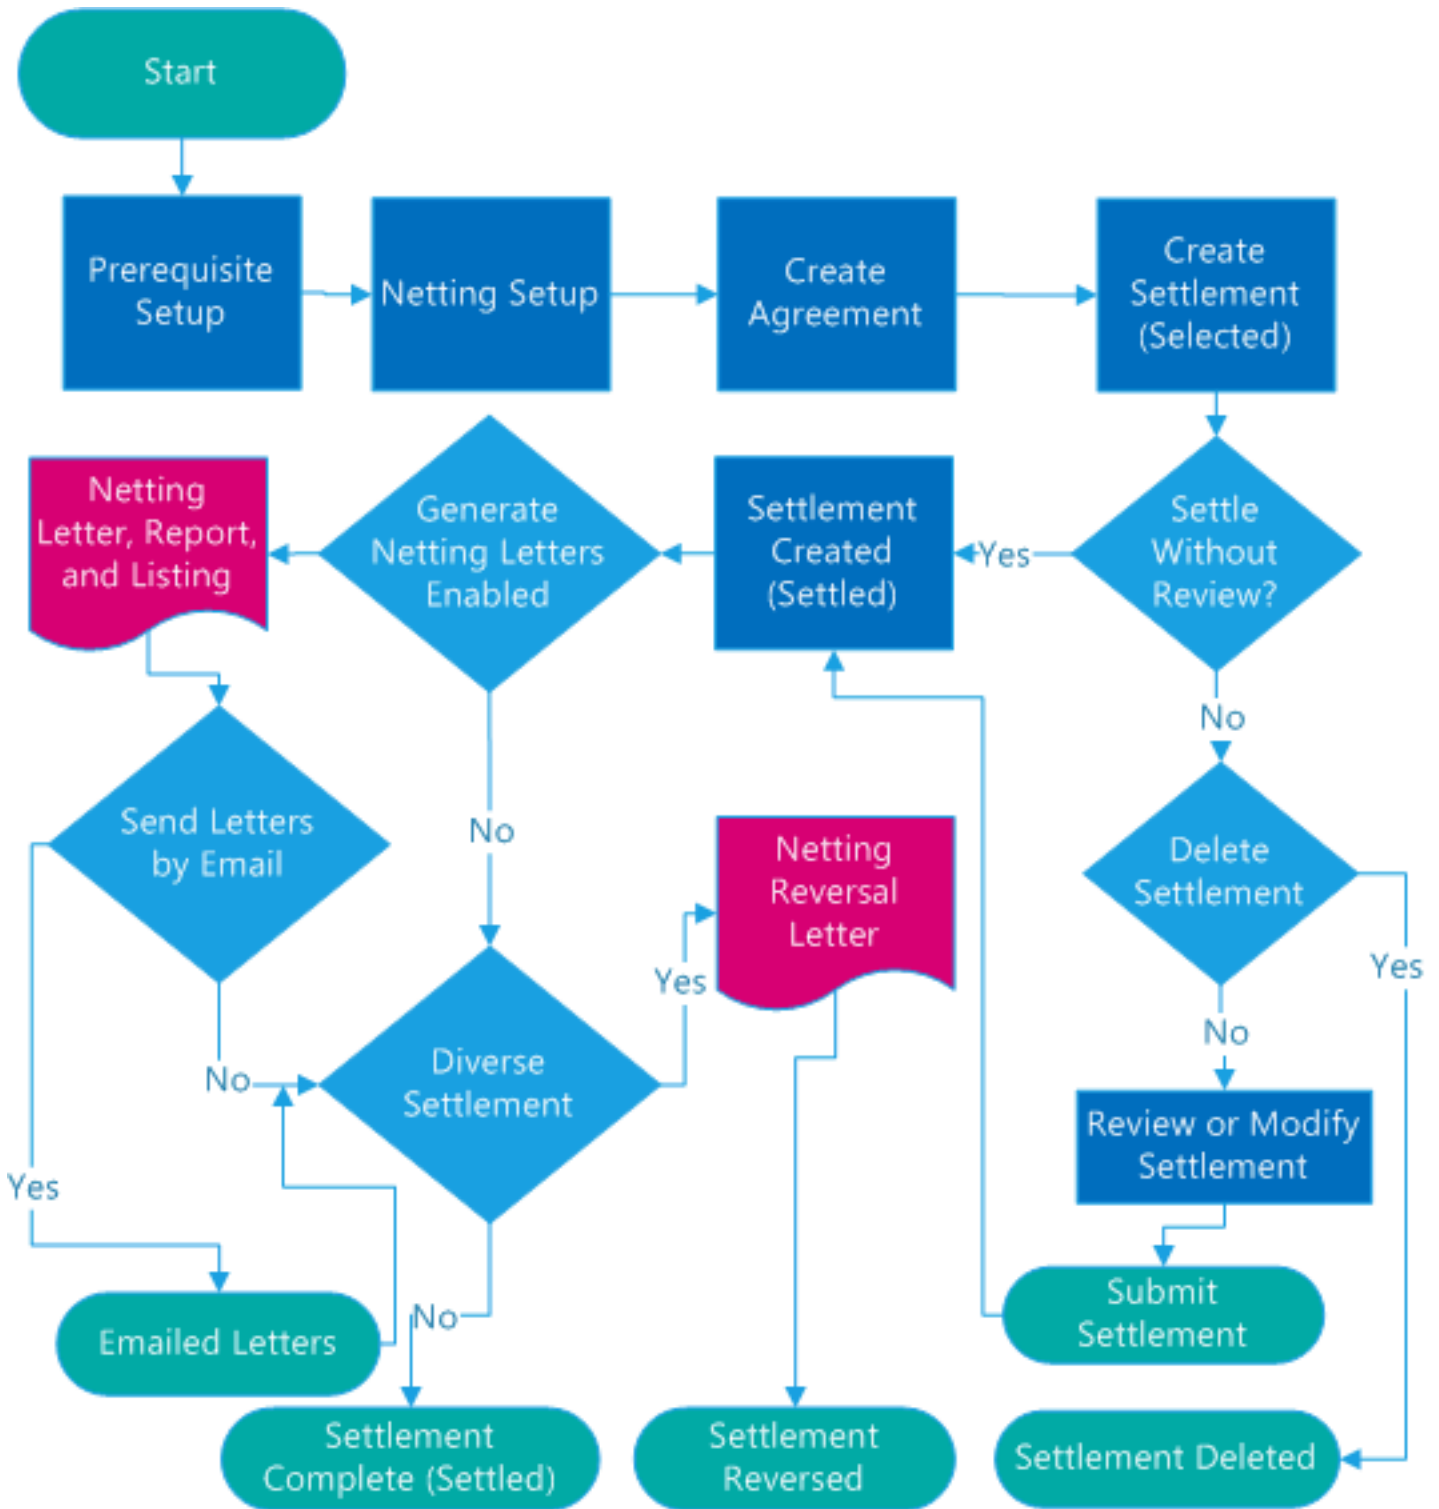 Start
Prerequisite
Setup
Netting Setup
Create
Agreement
Create
Settlement
(Selected)
Netting
Letter, Report,
and Listing
Generate
Netting Letters
Enabled
Settlement
Created
(Settled)
Yes
Settle
Without
Review?
No
Send Letters
by Email
No
Netting
Reversal
Letter
Delete
Settlement
Yes
Yes
No
No
Diverse
Settlement
Review or Modify
Settlement
Yes
Submit
Settlement
Emailed Letters
No
Settlement
Complete (Settled)
Settlement
Reversed
Settlement Deleted